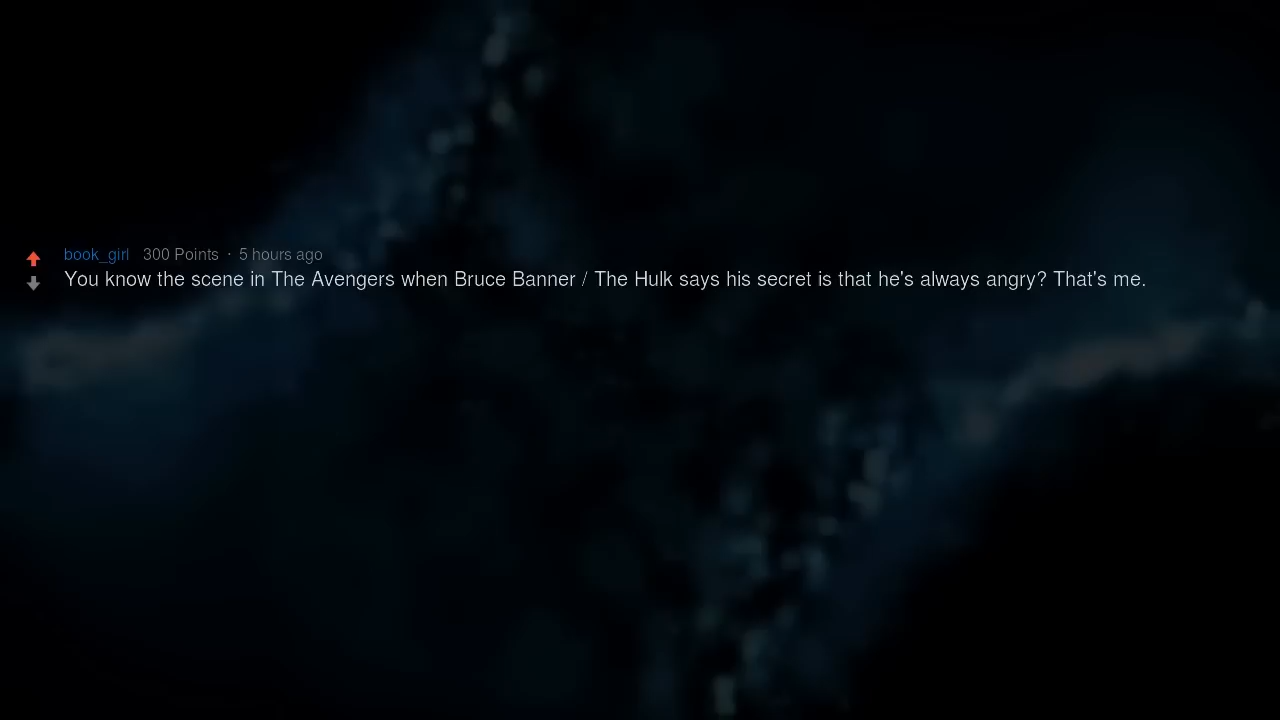 book_girl 300 Points · 5 hours ago
You know the scene in The Avengers when Bruce Banner / The Hulk says his secret is that he's always angry? That's me.